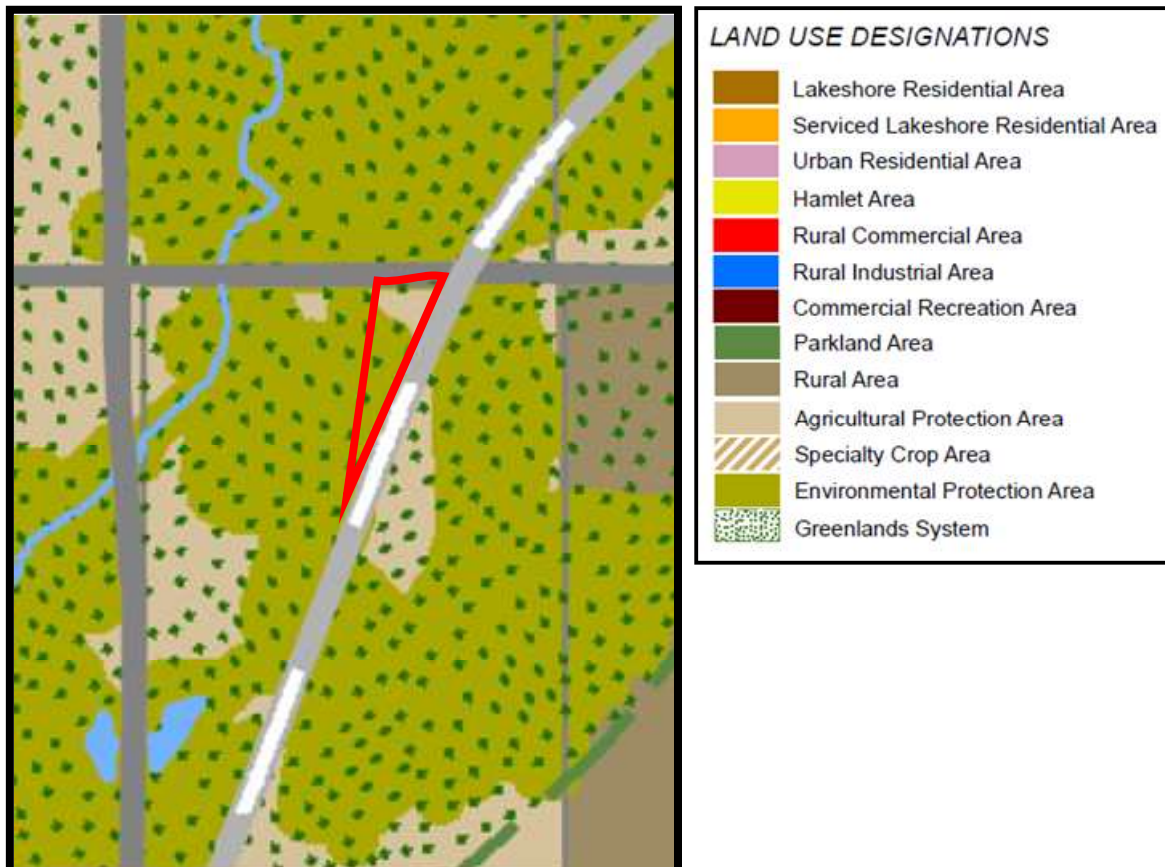 LAND USE DESIGNATIONS
Lakeshore Residential Area
Serviced Lakeshore Residential Area
Urban Residential Area
Hamlet Area
Rural Commercial Area
Rural Industrial Area
Commercial Recreation Area
Parkland Area
Rural Area
Agricultural Protection Area
Specialty Crop Area
Environmental Protection Area
Greenlands System